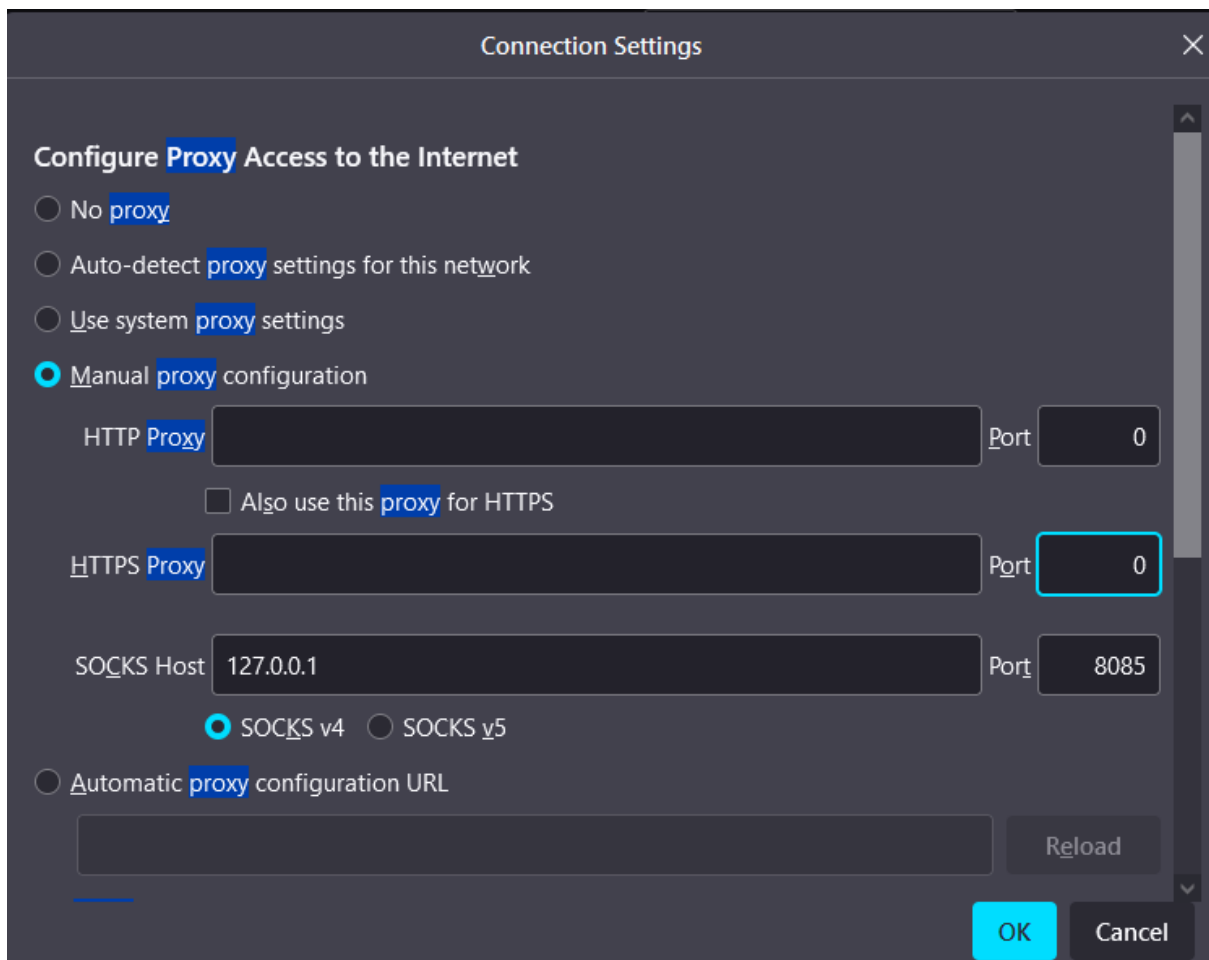 Connection Settings
Configure Proxy Access to the Internet
No proxy
Auto-detect proxy settings for this network
Use system proxy settings
Manual proxy configuration
HTTP Proxy Port 0
Also use this proxy for HTTPS
HTTPS Proxy Port 0
SOCKS Host 127.0.0.1 Port 8085
SOCKS v4 SOCKS v5
Automatic proxy configuration URL
Reload
OK Cancel